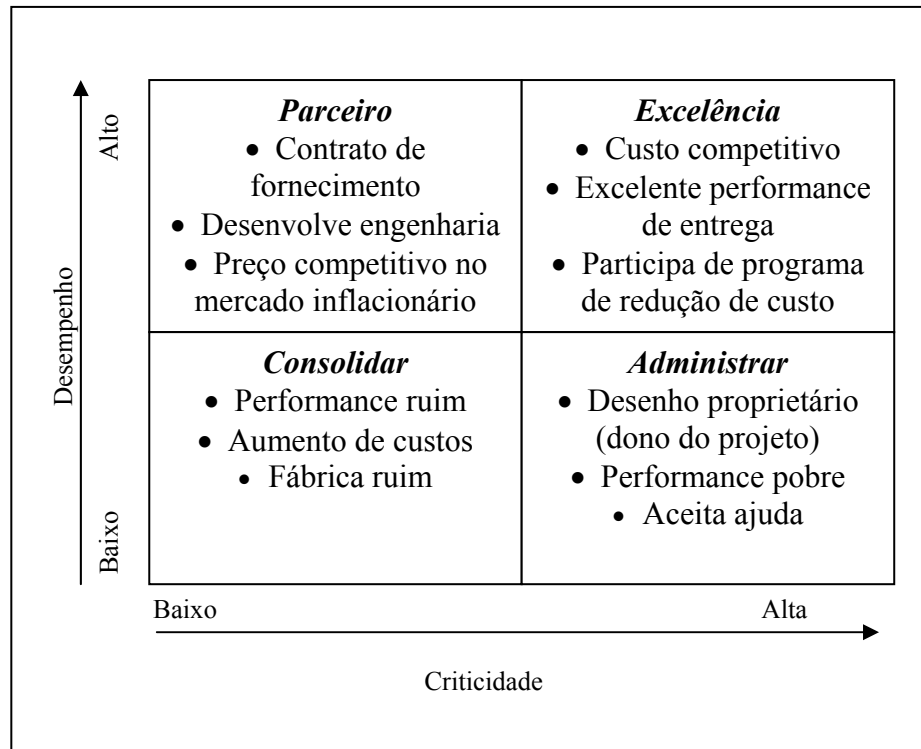 Desempenho
Alto
Baixo
Parceiro
• Contrato de
fornecimento
• Desenvolve engenharia
• Preço competitivo no
mercado inflacionário
Excelência
• Custo competitivo
• Excelente performance
de entrega
• Participa de programa
de redução de custo
Consolidar
• Performance ruim
• Aumento de custos
• Fábrica ruim
Administrar
• Desenho proprietário
(dono do projeto)
• Performance pobre
• Aceita ajuda
Baixo
Alta
Criticidade